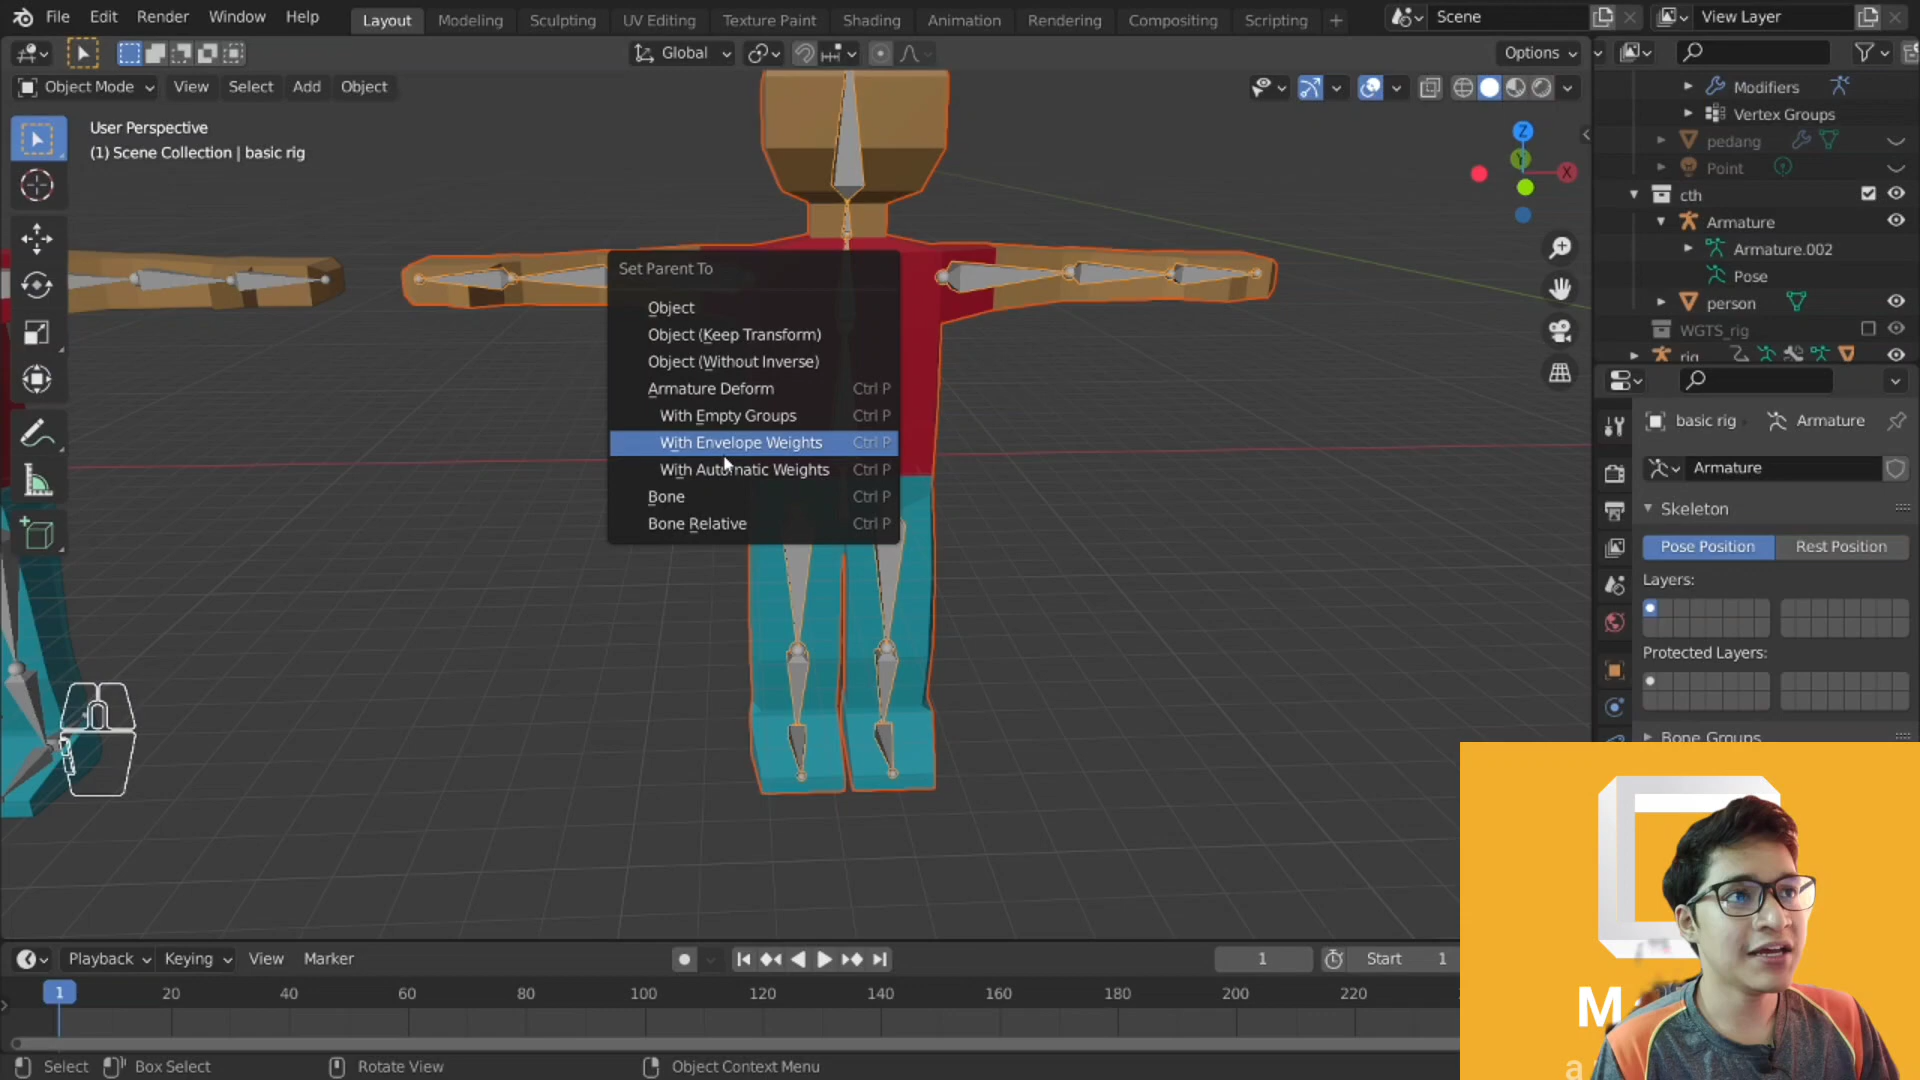 File Edit Render Window Help Layout Modeling Sculpting UV Editing Texture Paint Shading Animation Rendering Compositing Scripting + Scene View Layer
Global Options
Object Mode View Select Add Object
User Perspective
(1) Scene Collection | basic rig
Z
Y
X
Set Parent To
Object
Object (Keep Transform)
Object (Without Inverse)
Armature Deform Ctrl P
With Empty Groups Ctrl P
With Envelope Weights Ctrl P
With Automatic Weights Ctrl P
Bone Ctrl P
Bone Relative Ctrl P
Modifiers
Vertex Groups
pedang
Point
cth
Armature
Armature.002
Pose
person
WGTS_rig
rig
basic rig Armature
Armature
Skeleton
Pose Position Rest Position
Layers:
Protected Layers:
Bone Groups
Playback Keying View Marker 1 Start 1
1 20 40 60 80 100 120 140 160 180 200 220
Select Box Select Rotate View Object Context Menu